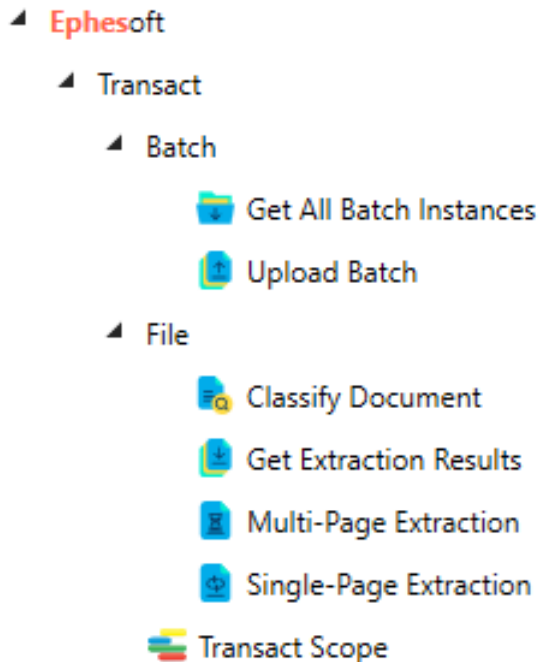 Ephesoft
Transact
Batch
Get All Batch Instances
Upload Batch
File
Classify Document
Get Extraction Results
Multi-Page Extraction
Single-Page Extraction
Transact Scope